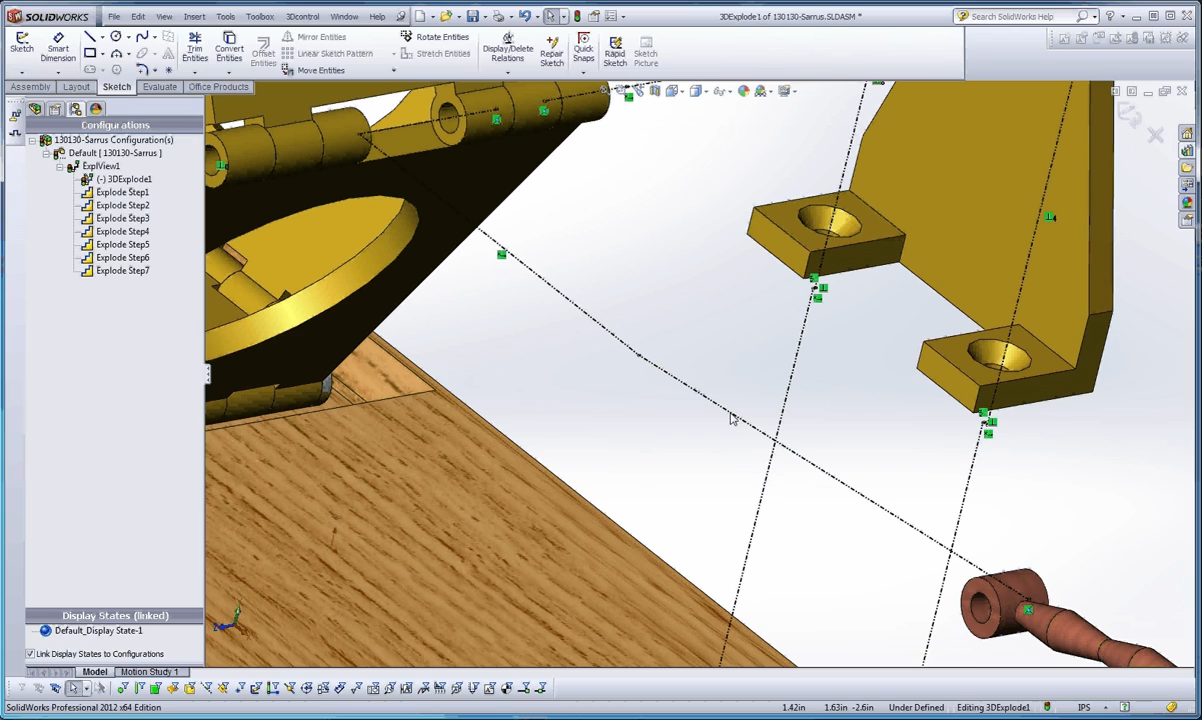 SOLIDWORKS File Edit View Insert Tools Toolbox 3Dcontrol Window Help 3DExplode1 of 130130-Sarrus.SLDASM * Search SolidWorks Help
Sketch Smart Dimension Trim Entities Convert Entities Offset Entities Mirror Entities Linear Sketch Pattern Move Entities Rotate Entities Stretch Entities Display/Delete Relations Repair Sketch Quick Snaps Rapid Sketch Sketch Picture
Assembly Layout Sketch Evaluate Office Products
Configurations
130130-Sarrus Configuration(s)
Default [ 130130-Sarrus ]
ExplView1
(-) 3DExplode1
Explode Step1
Explode Step2
Explode Step3
Explode Step4
Explode Step5
Explode Step6
Explode Step7
Display States (linked)
Default_Display State-1
Link Display States to Configurations
Model Motion Study 1
SolidWorks Professional 2012 x64 Edition 1.42in 1.63in -2.6in Under Defined Editing 3DExplode1 IPS